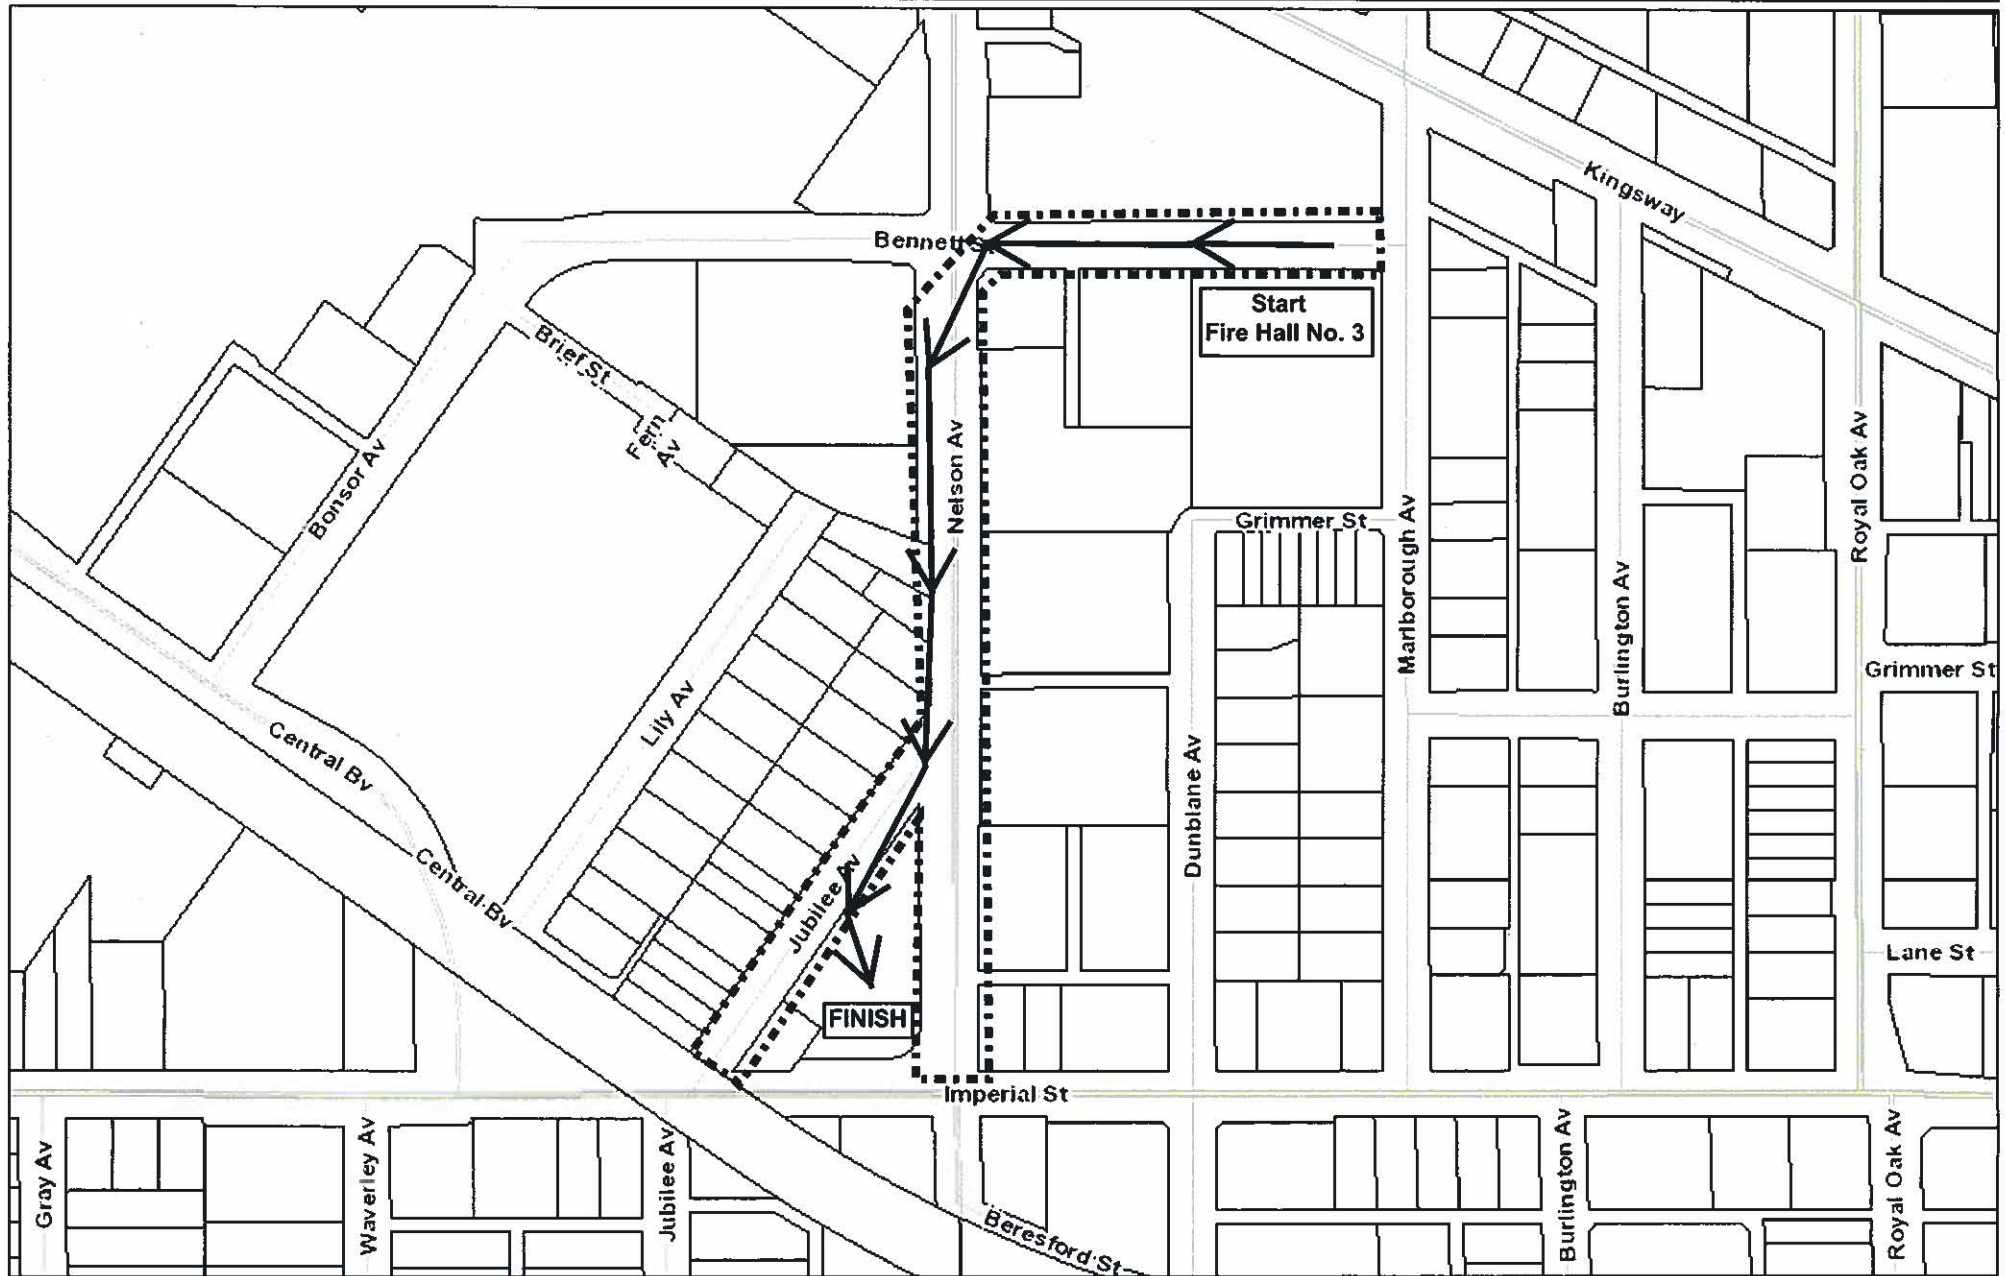 Kingsway
Bennett St
Start
Fire Hall No. 3
Brief St
Fern
Av
Bonsor Av
Nelson Av
Grimmer St
Marlborough Av
Royal Oak Av
Burlington Av
Grimmer St
Lily Av
Central Bv
Dunblane Av
Central Bv
Jubilee Av
Lane St
FINISH
Imperial St
Gray Av
Waverley Av
Jubilee Av
Beresford St
Burlington Av
Royal Oak Av